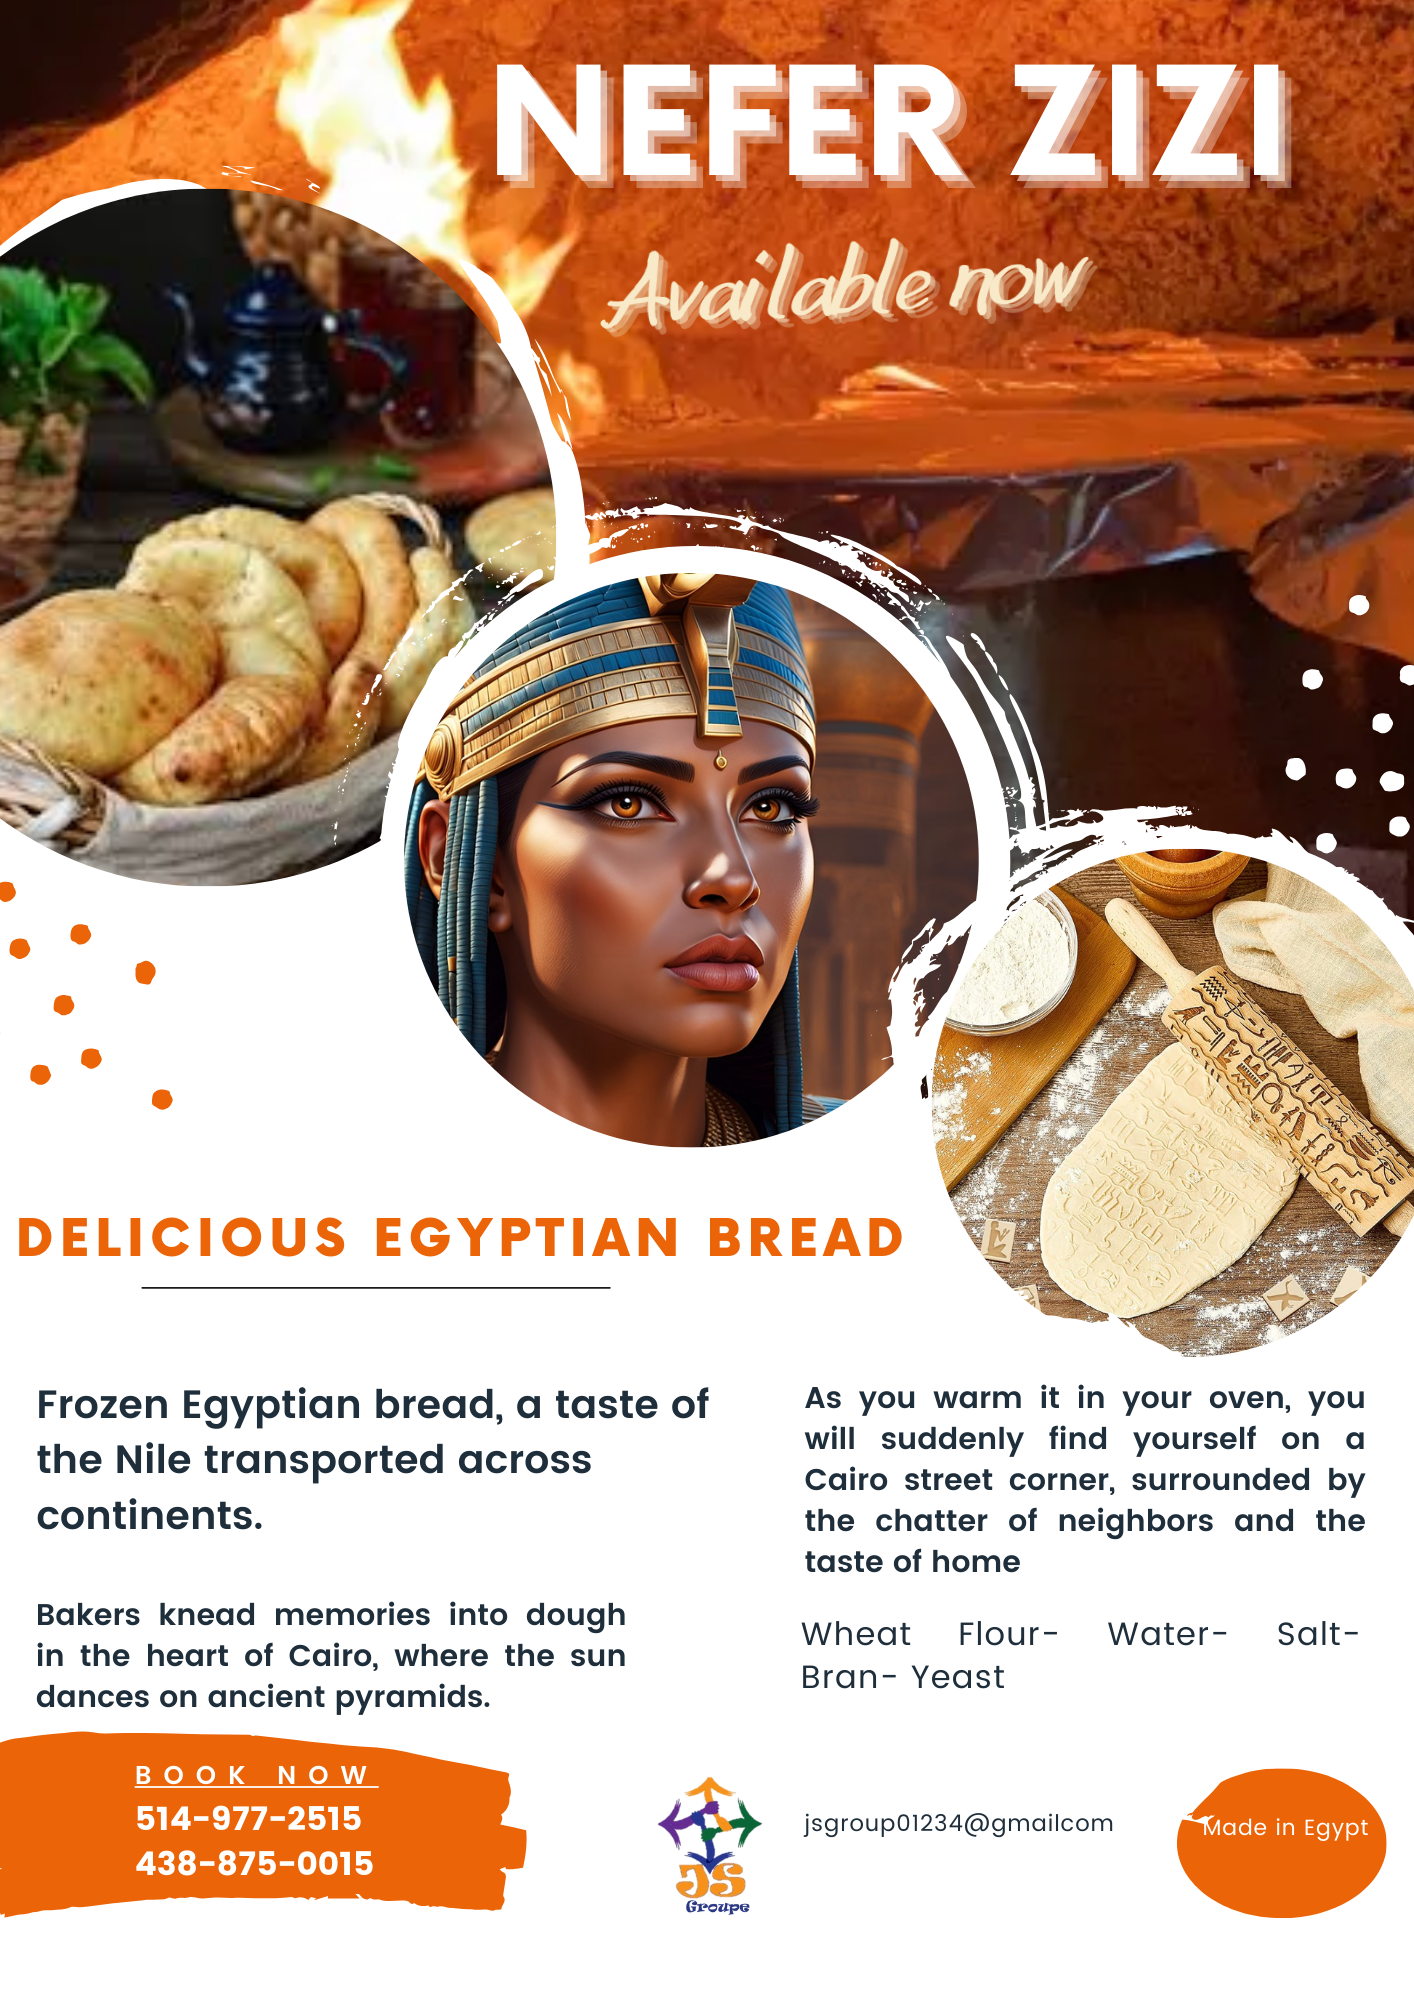 NEFER ZIZI
Available now
DELICIOUS EGYPTIAN BREAD
Frozen Egyptian bread, a taste of
the Nile transported across
continents.
Bakers knead memories into dough
in the heart of Cairo, where the sun
dances on ancient pyramids.
As you warm it in your oven, you
will suddenly find yourself on a
Cairo street corner, surrounded by
the chatter of neighbors and the
taste of home
Wheat Flour- Water- Salt-
Bran- Yeast
BOOK NOW
514-977-2515
438-875-0015
JS
Groupe
jsgroup01234@gmailcom
Made in Egypt